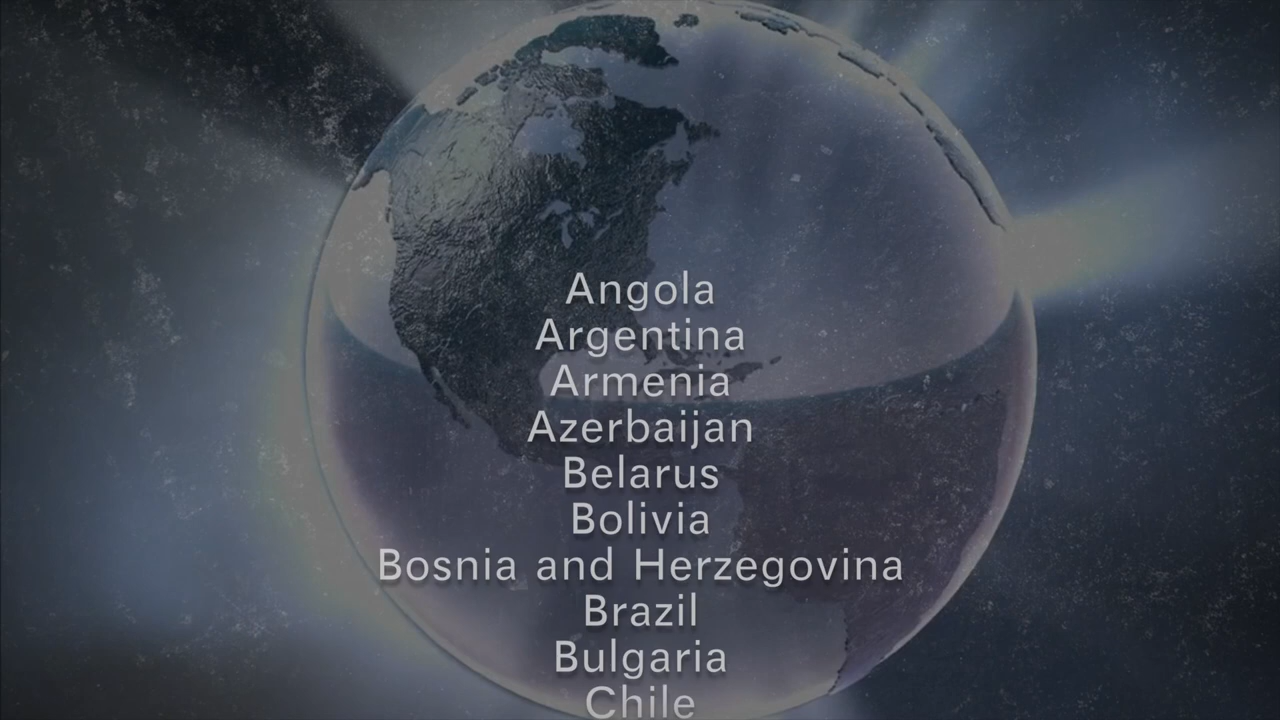 Angola
Argentina
Armenia
Azerbaijan
Belarus
Bolivia
Bosnia and Herzegovina
Brazil
Bulgaria
Chile